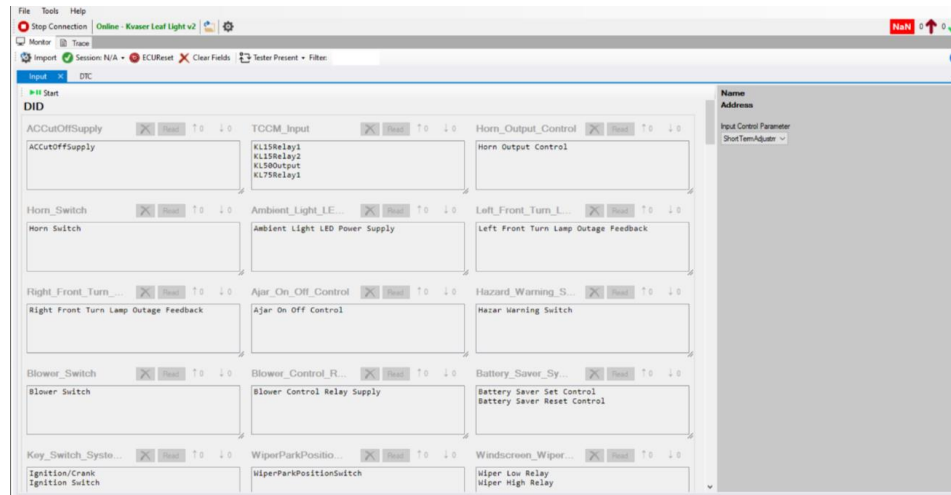 File Tools Help
Stop Connection Online - Kvaser Leaf Light v2 NaN 0 0
Monitor Trace
Import Session: N/A ECUReset Clear Fields Tester Present Filter:
Input DTC
Start
DID
Name
Address
Input Control Parameter
ShortTermAdjustm
ACCutOffSupply Read 0 0 TCCM_Input Read 0 0 Horn_Output_Control Read 0 0
ACCutOffSupply
KL15Relay1
KL15Relay2
KL50Output
KL75Relay1
Horn Output Control
Horn_Switch Read 0 0 Ambient_Light_LE... Read 0 0 Left_Front_Turn_L... Read 0 0
Horn Switch
Ambient Light LED Power Supply
Left Front Turn Lamp Outage Feedback
Right_Front_Turn_... Read 0 0 Ajar_On_Off_Control Read 0 0 Hazard_Warning_S... Read 0 0
Right Front Turn Lamp Outage Feedback
Ajar On Off Control
Hazar Warning Switch
Blower_Switch Read 0 0 Blower_Control_R... Read 0 0 Battery_Saver_Sy... Read 0 0
Blower Switch
Blower Control Relay Supply
Battery Saver Set Control
Battery Saver Reset Control
Key_Switch_Syste... Read 0 0 WiperParkPositio... Read 0 0 Windscreen_Wiper... Read 0 0
Ignition/Crank
Ignition Switch
WiperParkPositionSwitch
Wiper Low Relay
Wiper High Relay